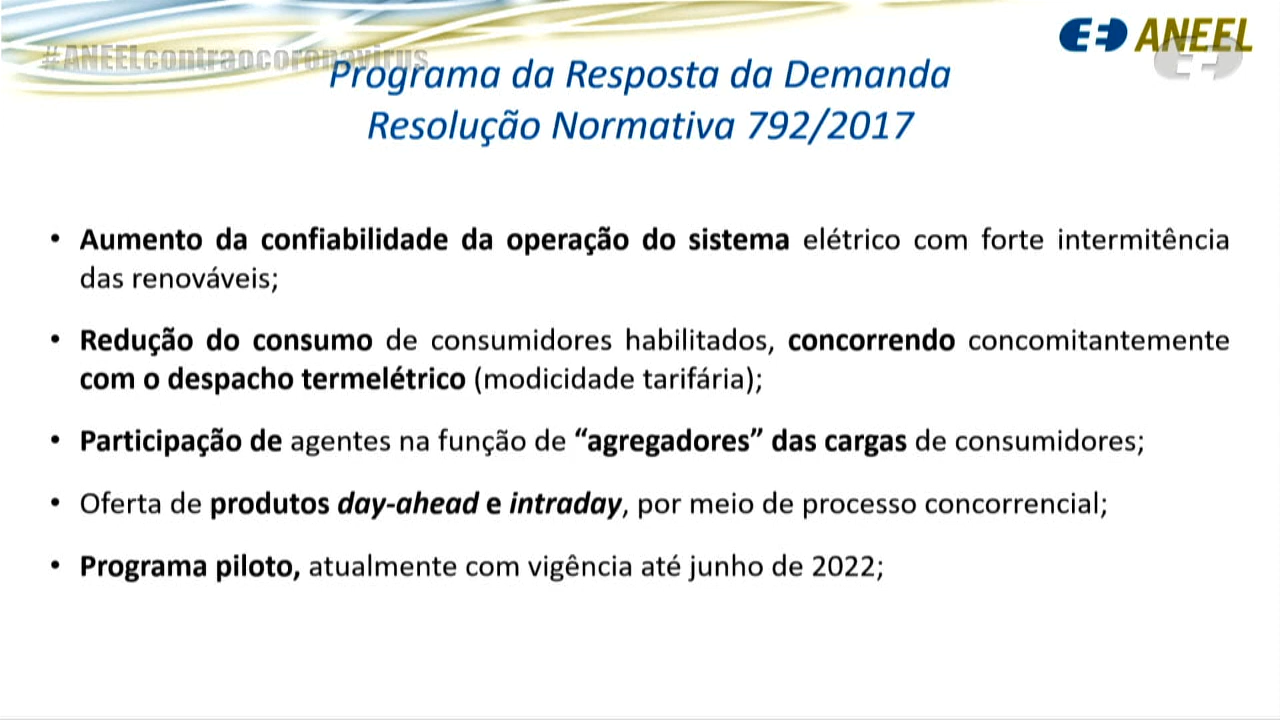 #ANEELcontraocoronavírus
ANEEL
Programa da Resposta da Demanda
Resolução Normativa 792/2017
• Aumento da confiabilidade da operação do sistema elétrico com forte intermitência
das renováveis;
• Redução do consumo de consumidores habilitados, concorrendo concomitantemente
com o despacho termelétrico (modicidade tarifária);
• Participação de agentes na função de “agregadores” das cargas de consumidores;
• Oferta de produtos day-ahead e intraday, por meio de processo concorrencial;
• Programa piloto, atualmente com vigência até junho de 2022;